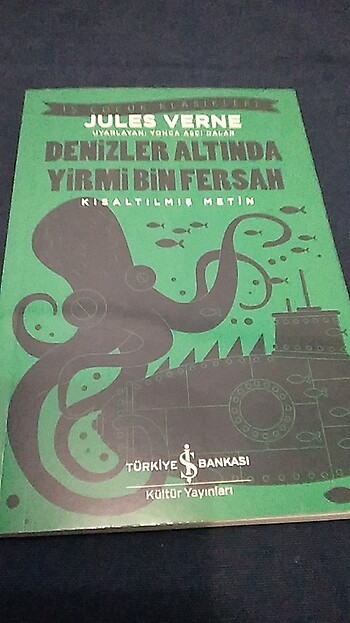 İŞ ÇOCUK KLASİKLERİ
JULES VERNE
UYARLAYAN: YONCA AŞÇI DALAR
DENİZLER ALTINDA
YİRMİ BİN FERSAH
KISALTILMIŞ METİN
TÜRKİYE İŞ BANKASI
Kültür Yayınları